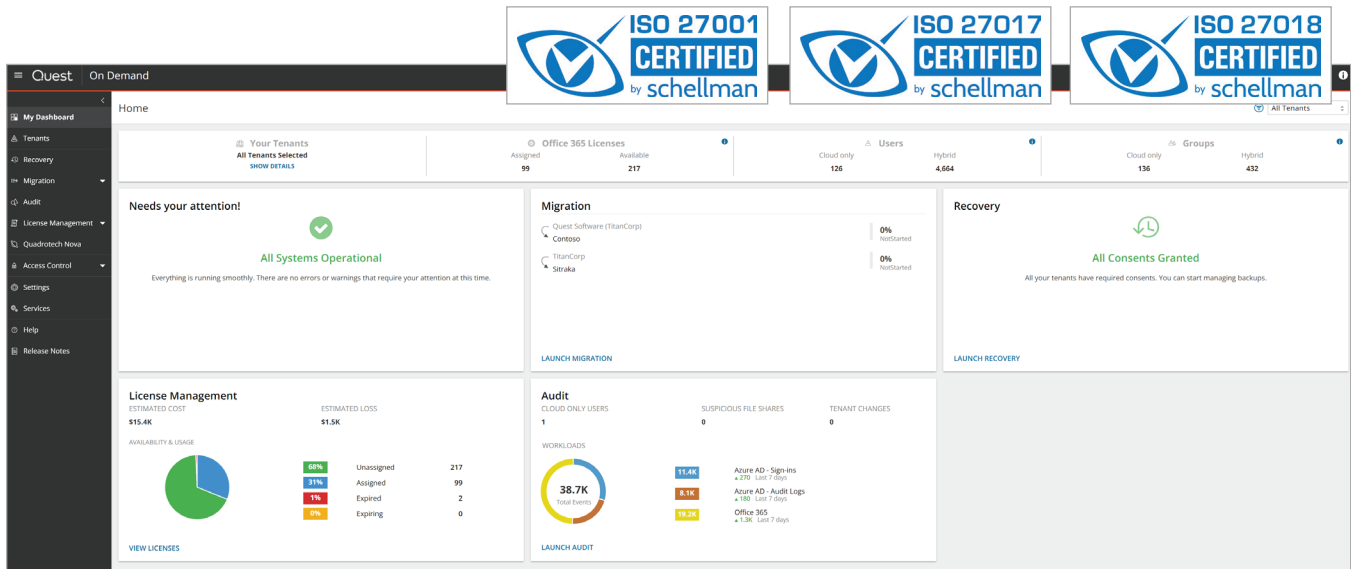 ISO 27001
CERTIFIED
by schellman
ISO 27017
CERTIFIED
by schellman
ISO 27018
CERTIFIED
by schellman
Quest On Demand
Home
All Tenants
My Dashboard
Tenants
Recovery
Migration
Audit
License Management
Quadrotech Nova
Access Control
Settings
Services
Help
Release Notes
Your Tenants
All Tenants Selected
SHOW DETAILS
Office 365 Licenses
Assigned Available
99 217
Users
Cloud only Hybrid
126 4,664
Groups
Cloud only Hybrid
136 432
Needs your attention!
All Systems Operational
Everything is running smoothly. There are no errors or warnings that require your attention at this time.
Migration
Quest Software (TitanCorp)
Contoso
0%
NotStarted
TitanCorp
Sitraka
0%
NotStarted
LAUNCH MIGRATION
Recovery
All Consents Granted
All your tenants have required consents. You can start managing backups.
LAUNCH RECOVERY
License Management
ESTIMATED COST ESTIMATED LOSS
$15.4K $1.5K
AVAILABILITY & USAGE
68% Unassigned 217
31% Assigned 99
1% Expired 2
0% Expiring 0
VIEW LICENSES
Audit
CLOUD ONLY USERS SUSPICIOUS FILE SHARES TENANT CHANGES
1 0 0
WORKLOADS
38.7K
Total Events
11.4K Azure AD - Sign-ins
▲270 Last 7 days
8.1K Azure AD - Audit Logs
▲180 Last 7 days
19.2K Office 365
▲1.3K Last 7 days
LAUNCH AUDIT